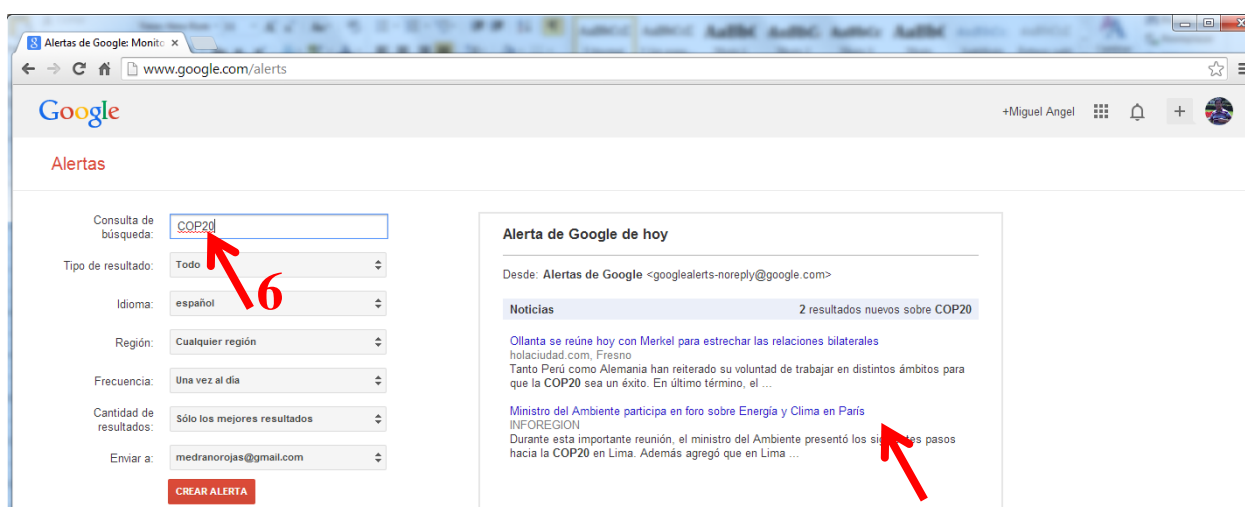 Alertas de Google: Monito
www.google.com/alerts
Google
+Miguel Angel
Alertas
Consulta de búsqueda:
COP20
Tipo de resultado:
Todo
Idioma:
español
Región:
Cualquier región
Frecuencia:
Una vez al día
Cantidad de resultados:
Sólo los mejores resultados
Enviar a:
medranorojas@gmail.com
CREAR ALERTA
6
Alerta de Google de hoy
Desde: Alertas de Google <googlealerts-noreply@google.com>
Noticias
2 resultados nuevos sobre COP20
Ollanta se reúne hoy con Merkel para estrechar las relaciones bilaterales
holaciudad.com, Fresno
Tanto Perú como Alemania han reiterado su voluntad de trabajar en distintos ámbitos para
que la COP20 sea un éxito. En último término, el ...
Ministro del Ambiente participa en foro sobre Energía y Clima en París
INFOREGION
Durante esta importante reunión, el ministro del Ambiente presentó los pasos
hacia la COP20 en Lima. Además agregó que en Lima ...